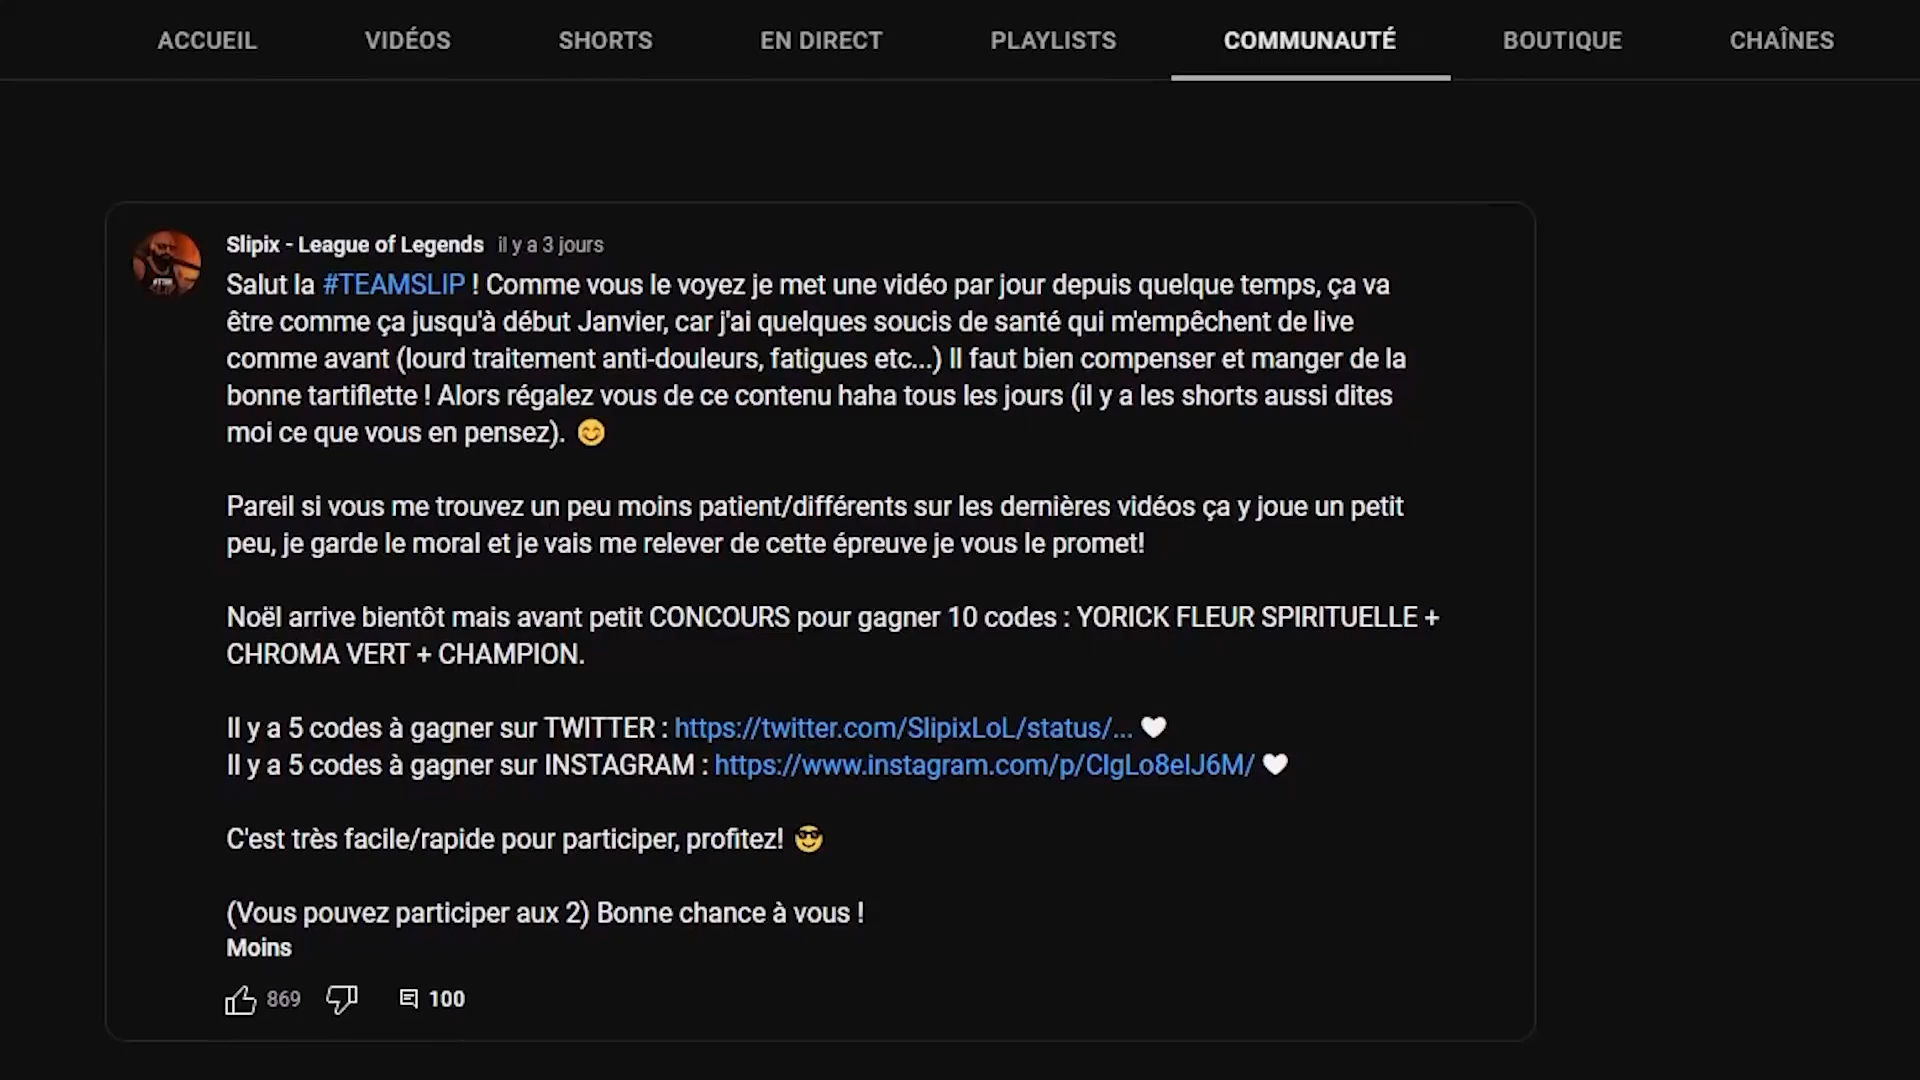 ACCUEIL VIDÉOS SHORTS EN DIRECT PLAYLISTS COMMUNAUTÉ BOUTIQUE CHAÎNES
Slipix - League of Legends il y a 3 jours
Salut la #TEAMSLIP ! Comme vous le voyez je met une vidéo par jour depuis quelque temps, ça va
être comme ça jusqu'à début Janvier, car j'ai quelques soucis de santé qui m'empêchent de live
comme avant (lourd traitement anti-douleurs, fatigues etc...) Il faut bien compenser et manger de la
bonne tartiflette ! Alors régalez vous de ce contenu haha tous les jours (il y a les shorts aussi dites
moi ce que vous en pensez). 😊
Pareil si vous me trouvez un peu moins patient/différents sur les dernières vidéos ça y joue un petit
peu, je garde le moral et je vais me relever de cette épreuve je vous le promet!
Noël arrive bientôt mais avant petit CONCOURS pour gagner 10 codes : YORICK FLEUR SPIRITUELLE +
CHROMA VERT + CHAMPION.
Il y a 5 codes à gagner sur TWITTER : https://twitter.com/SlipixLoL/status/... 🤍
Il y a 5 codes à gagner sur INSTAGRAM : https://www.instagram.com/p/ClgLo8eIJ6M/ 🤍
C'est très facile/rapide pour participer, profitez! 😎
(Vous pouvez participer aux 2) Bonne chance à vous !
Moins
869 100